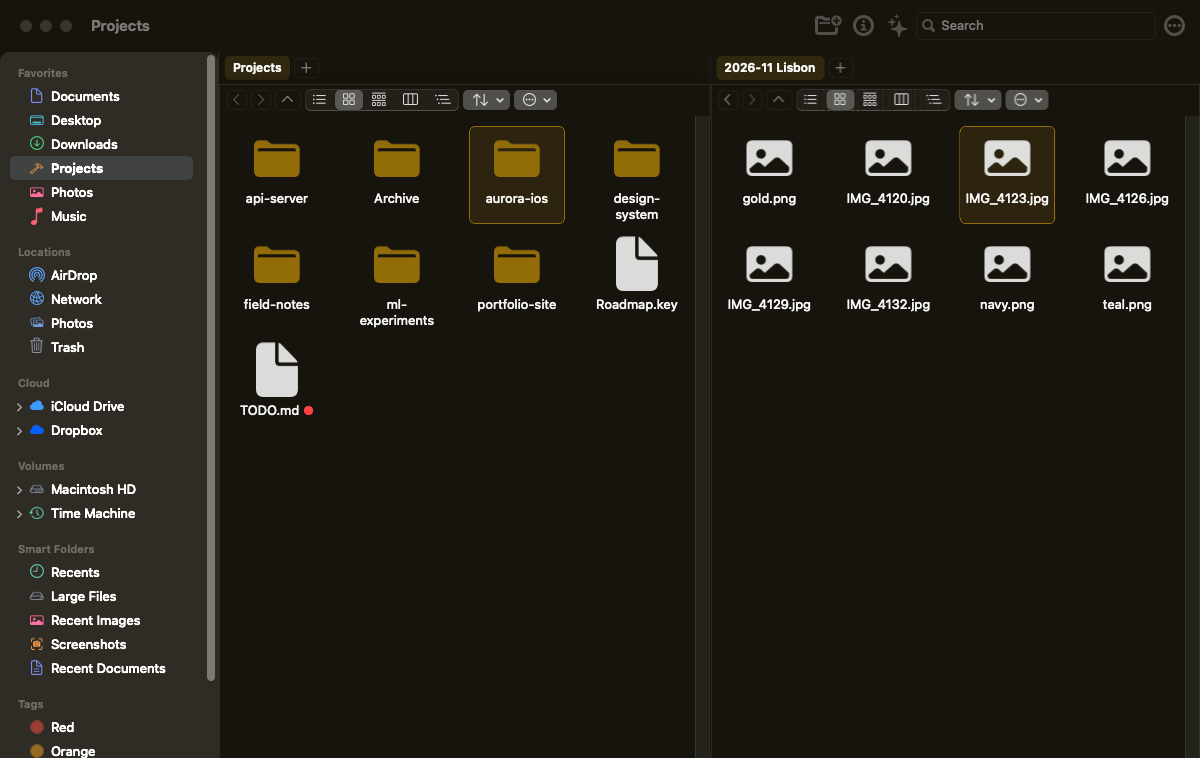 Projects
Search
Favorites
Documents
Desktop
Downloads
Projects
Photos
Music
Locations
AirDrop
Network
Photos
Trash
Cloud
iCloud Drive
Dropbox
Volumes
Macintosh HD
Time Machine
Smart Folders
Recents
Large Files
Recent Images
Screenshots
Recent Documents
Tags
Red
Orange
Projects
api-server
Archive
aurora-ios
design-
system
field-notes
ml-
experiments
portfolio-site
Roadmap.key
TODO.md
2026-11 Lisbon
gold.png
IMG_4120.jpg
IMG_4123.jpg
IMG_4126.jpg
IMG_4129.jpg
IMG_4132.jpg
navy.png
teal.png